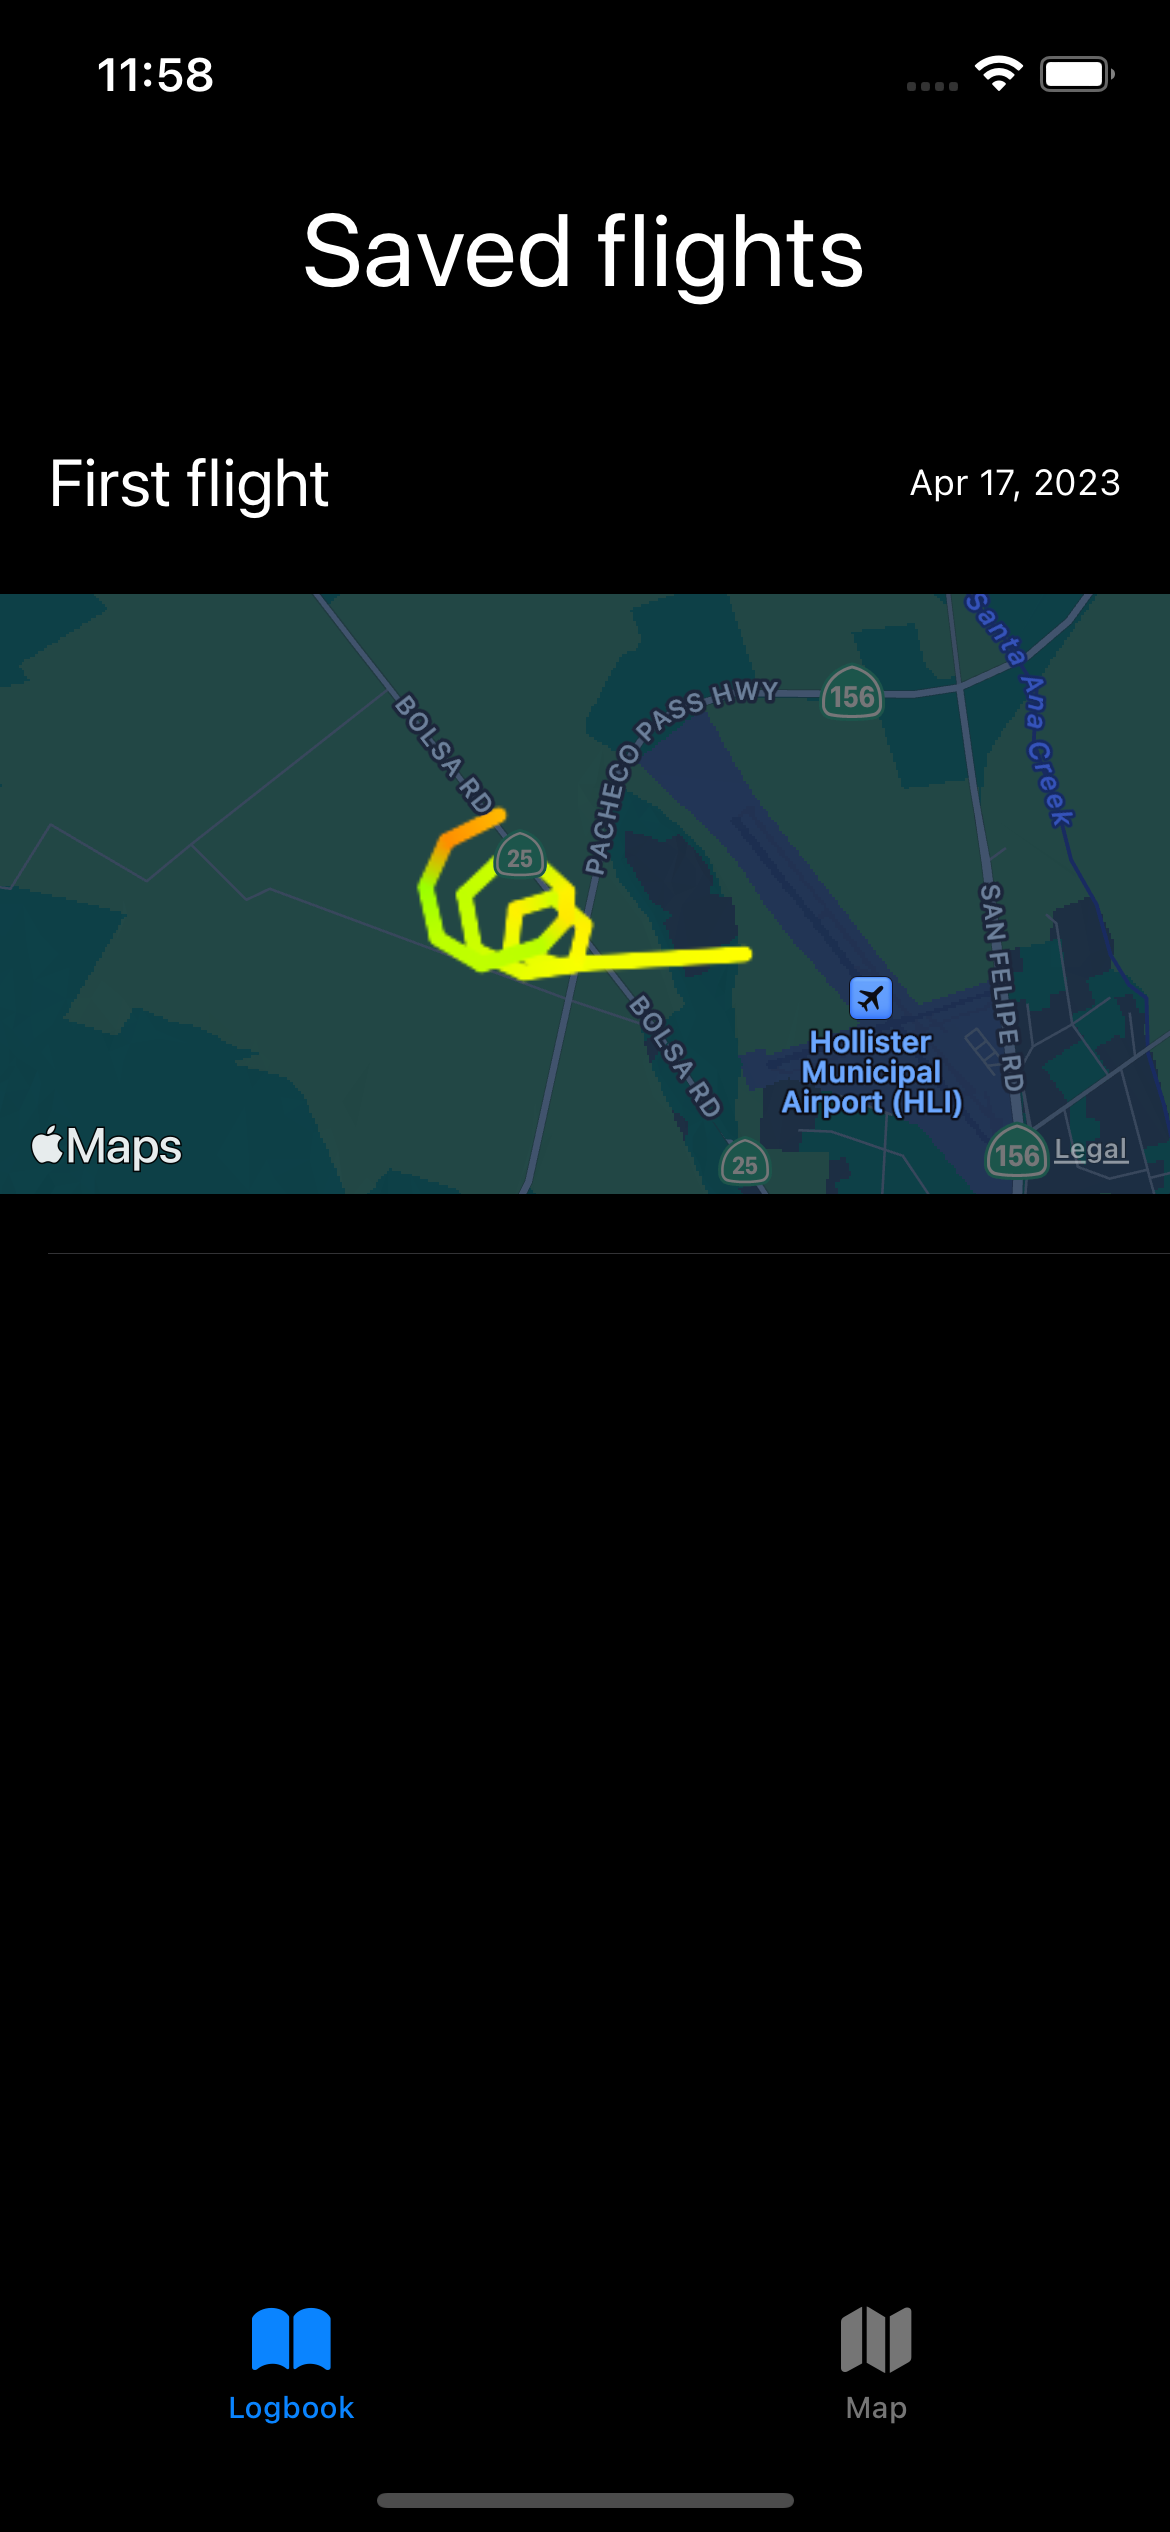 11:58
Saved flights
First flight
Apr 17, 2023
Santa Ana Creek
156
PACHECO PASS HWY
BOLSA RD
25
SAN FELIPE RD
BOLSA RD
Hollister
Municipal
Airport (HLI)
Maps
25
156
Legal
Logbook
Map